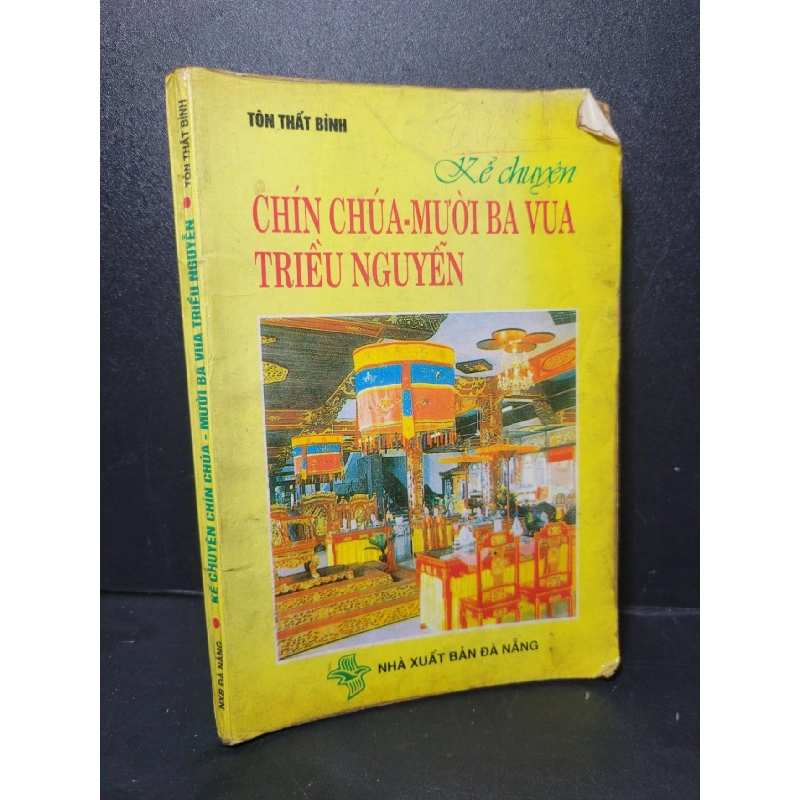 TÔN THẤT BÌNH
Kể chuyện
CHÍN CHÚA-MƯỜI BA VUA
TRIỀU NGUYỄN
NHÀ XUẤT BẢN ĐÀ NẴNG
TÔN THẤT BÌNH • KỂ CHUYỆN CHÍN CHÚA - MƯỜI BA VUA TRIỀU NGUYỄN • NXB ĐÀ NẴNG